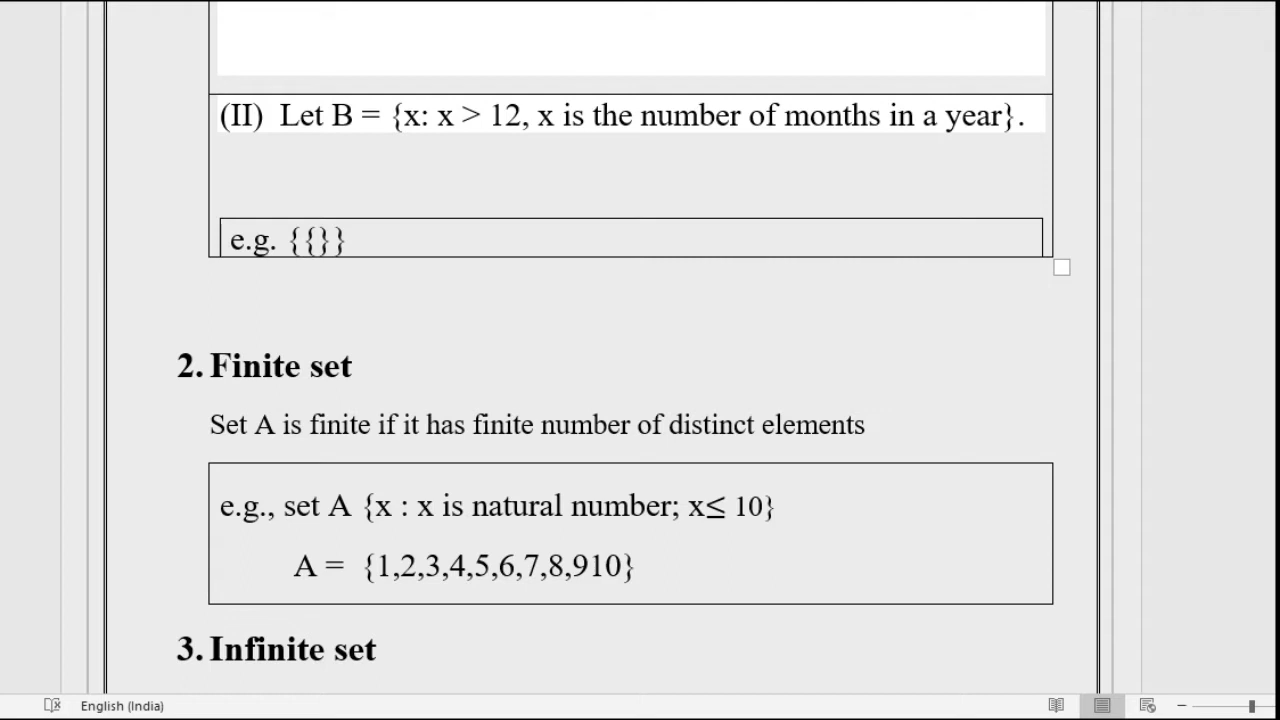 (II) Let B = {x: x > 12, x is the number of months in a year}.
e.g. {{}}
2. Finite set
Set A is finite if it has finite number of distinct elements
e.g., set A {x : x is natural number; x≤ 10}
A = {1,2,3,4,5,6,7,8,910}
3. Infinite set
English (India)